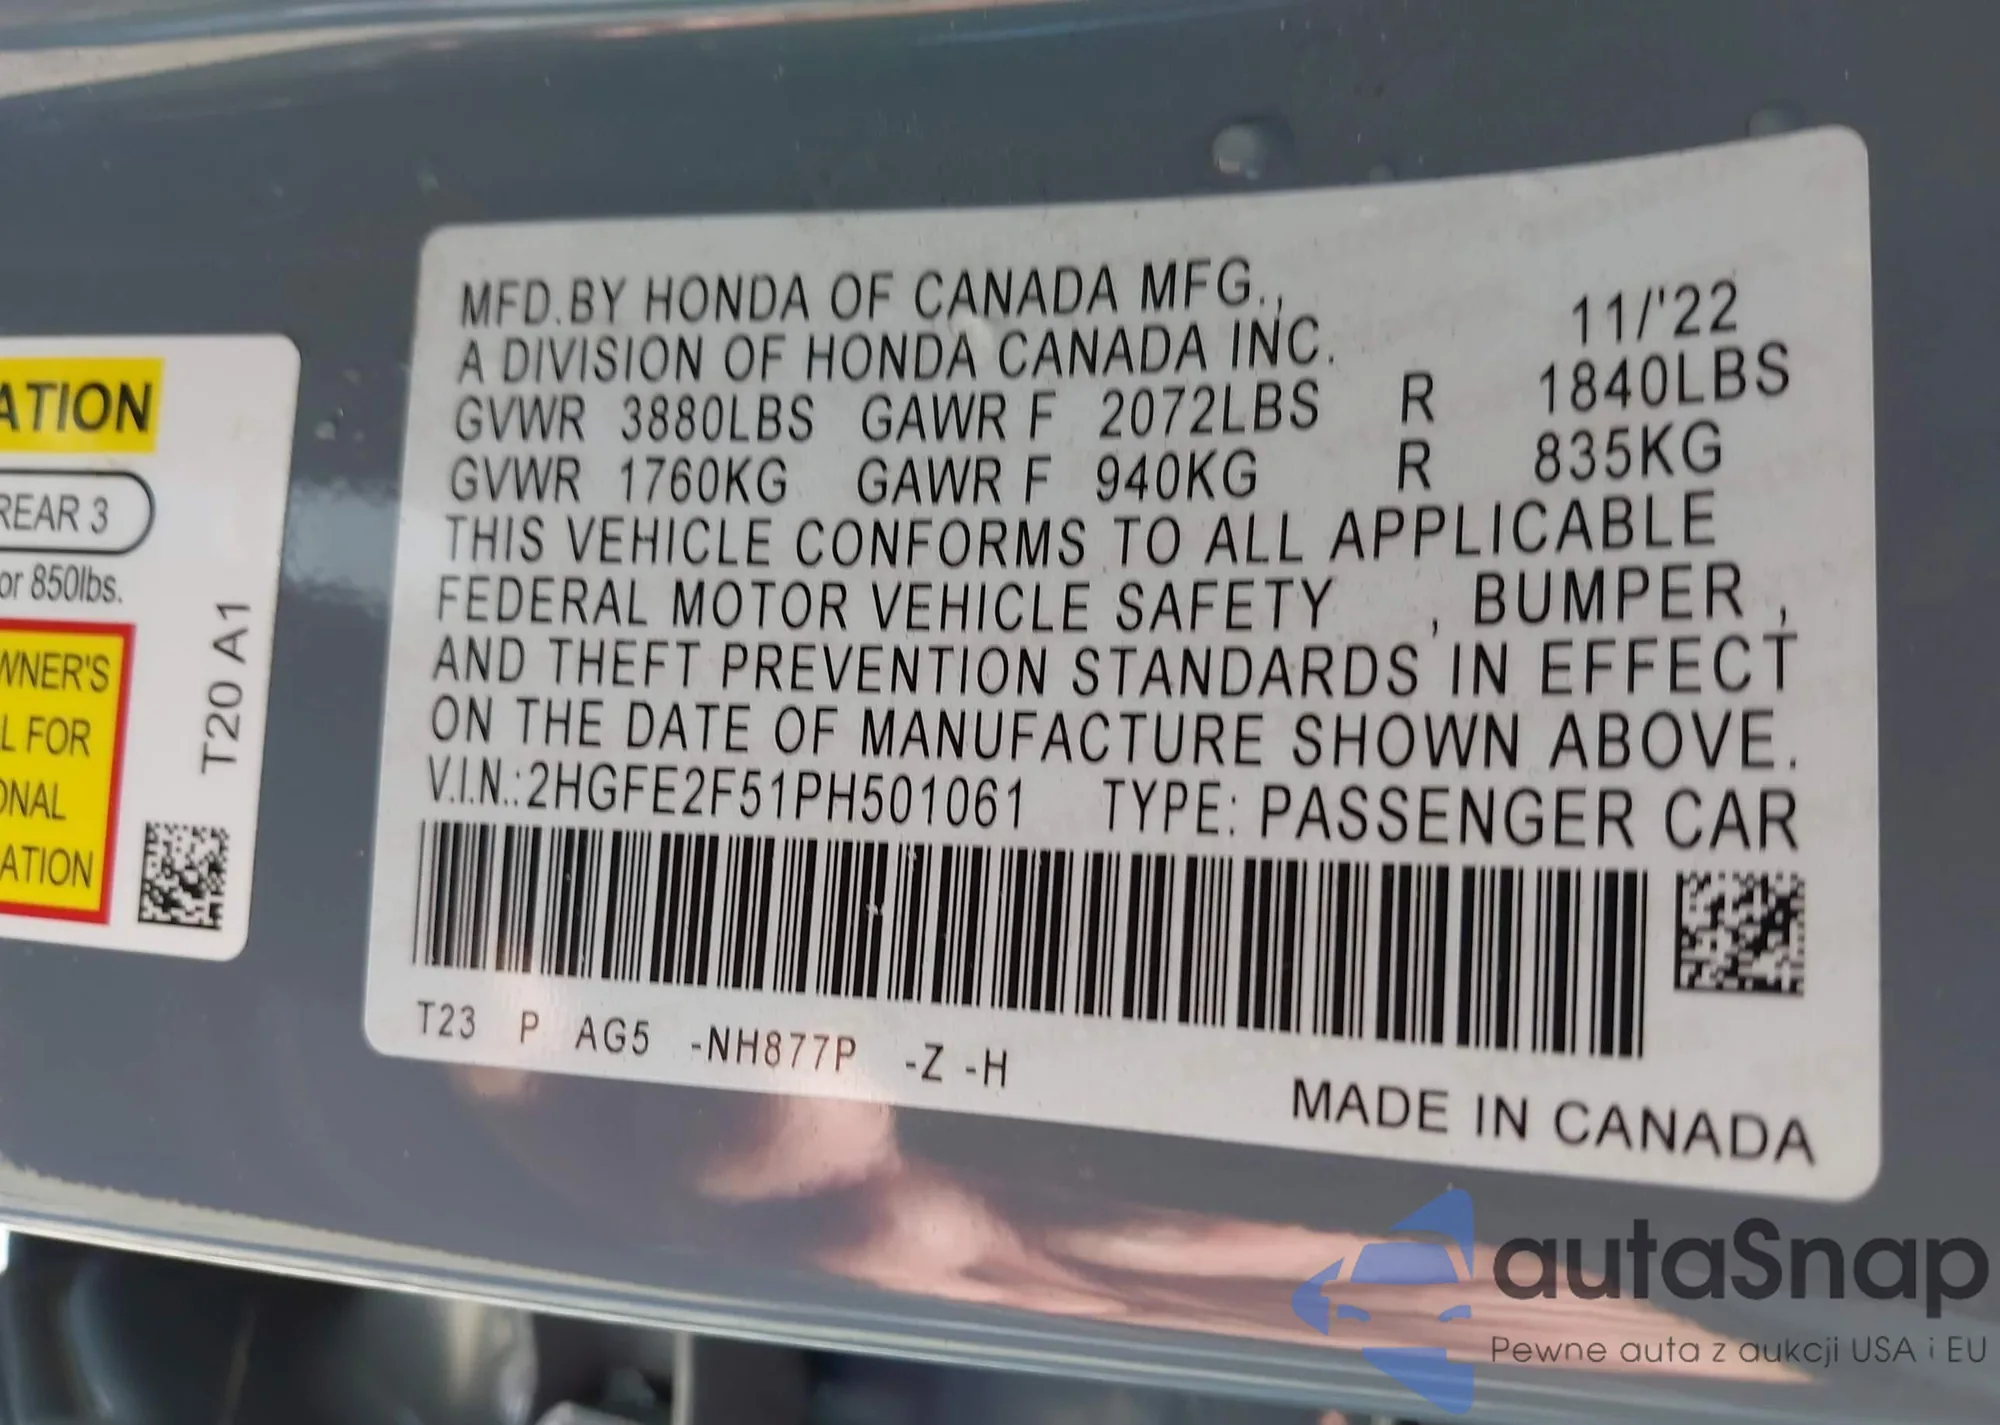 ATION
REAR 3
or 850lbs.
WNER'S
L FOR
ONAL
ATION
T20 A1
MFD.BY HONDA OF CANADA MFG., 11/'22
A DIVISION OF HONDA CANADA INC.
GVWR 3880LBS GAWR F 2072LBS R 1840LBS
GVWR 1760KG GAWR F 940KG R 835KG
THIS VEHICLE CONFORMS TO ALL APPLICABLE
FEDERAL MOTOR VEHICLE SAFETY , BUMPER ,
AND THEFT PREVENTION STANDARDS IN EFFECT
ON THE DATE OF MANUFACTURE SHOWN ABOVE.
V.I.N.:2HGFE2F51PH501061 TYPE: PASSENGER CAR
T23 P AG5 -NH877P -Z -H
MADE IN CANADA
autaSnap
Pewne auta z aukcji USA i EU